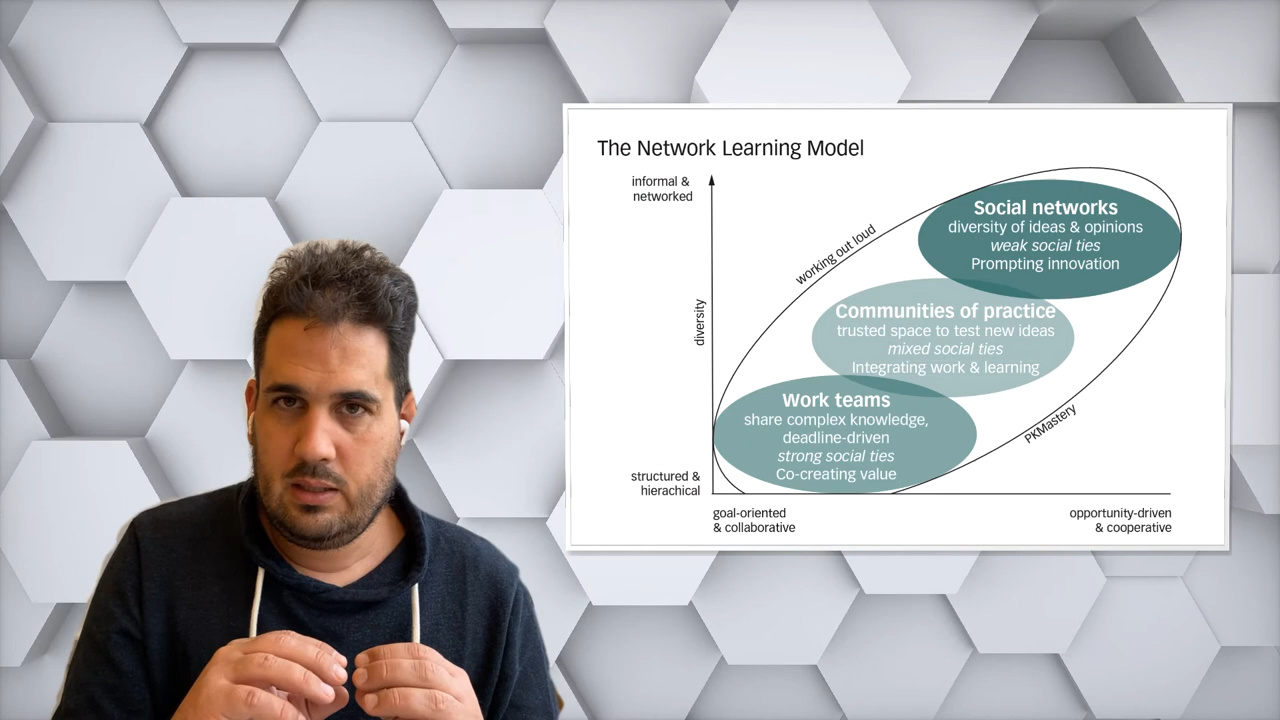 The Network Learning Model
informal &
networked
diversity
structured &
hierachical
working out loud
Social networks
diversity of ideas & opinions
weak social ties
Prompting innovation
Communities of practice
trusted space to test new ideas
mixed social ties
Integrating work & learning
Work teams
share complex knowledge,
deadline-driven
strong social ties
Co-creating value
PKMastery
goal-oriented
& collaborative
opportunity-driven
& cooperative